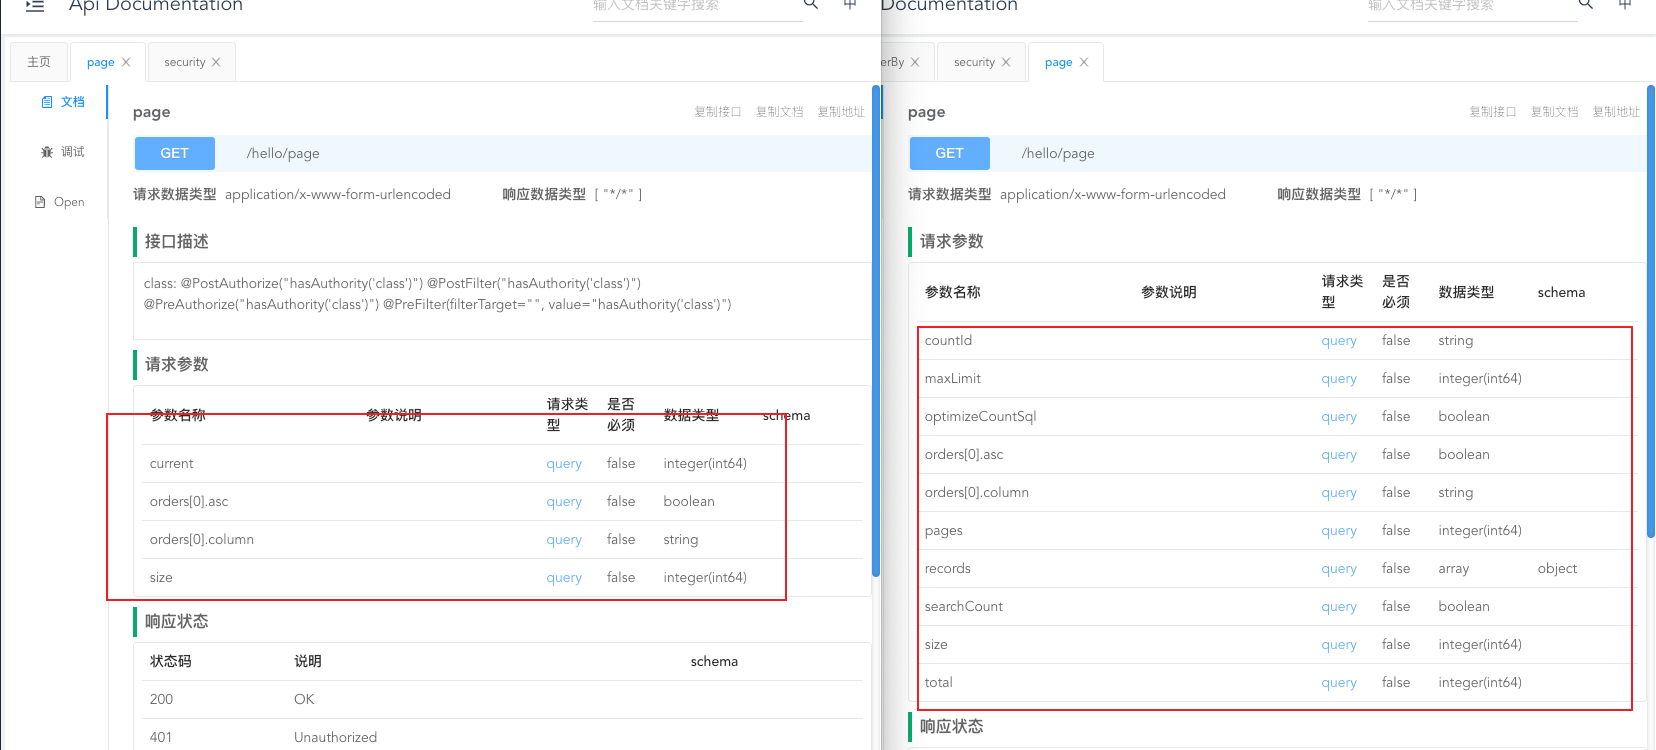 Api Documentation
输入文档关键字搜索
中
主页
page
security
文档
调试
Open
page
复制接口 复制文档 复制地址
GET /hello/page
请求数据类型 application/x-www-form-urlencoded 响应数据类型 [ "*/*" ]
接口描述
class: @PostAuthorize("hasAuthority('class')") @PostFilter("hasAuthority('class')")
@PreAuthorize("hasAuthority('class')") @PreFilter(filterTarget="", value="hasAuthority('class')")
请求参数
参数名称 参数说明 请求类型 是否必须 数据类型 schema
current query false integer(int64)
orders[0].asc query false boolean
orders[0].column query false string
size query false integer(int64)
响应状态
状态码 说明 schema
200 OK
401 Unauthorized
Documentation
输入文档关键字搜索
中
erBy
security
page
page
复制接口 复制文档 复制地址
GET /hello/page
请求数据类型 application/x-www-form-urlencoded 响应数据类型 [ "*/*" ]
请求参数
参数名称 参数说明 请求类型 是否必须 数据类型 schema
countId query false string
maxLimit query false integer(int64)
optimizeCountSql query false boolean
orders[0].asc query false boolean
orders[0].column query false string
pages query false integer(int64)
records query false array object
searchCount query false boolean
size query false integer(int64)
total query false integer(int64)
响应状态